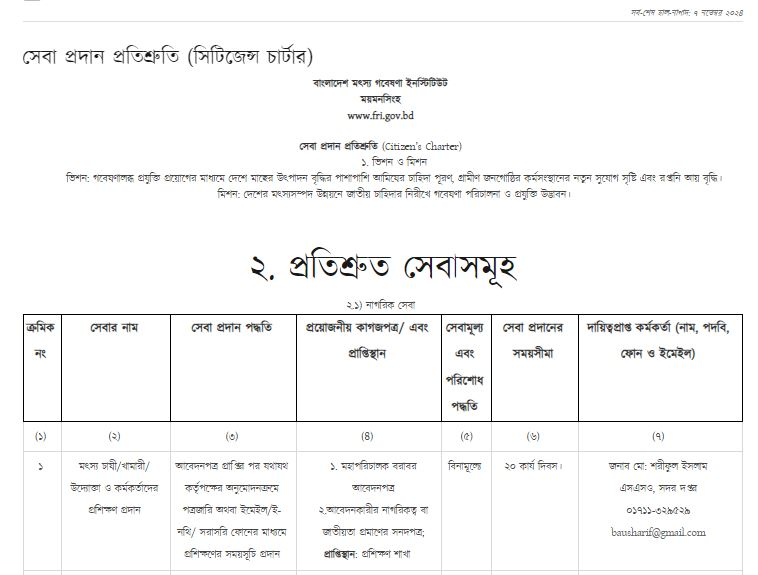 সর্ব-শেষ হাল-নাগাদ: ৭ নভেম্বর ২০২৪
সেবা প্রদান প্রতিশ্রুতি (সিটিজেন্স চার্টার)
বাংলাদেশ মৎস্য গবেষণা ইনস্টিটিউট
ময়মনসিংহ
www.fri.gov.bd
সেবা প্রদান প্রতিশ্রুতি (Citizen's Charter)
১. ভিশন ও মিশন
ভিশন: গবেষণালব্ধ প্রযুক্তি প্রয়োগের মাধ্যমে দেশে মাছের উৎপাদন বৃদ্ধির পাশাপাশি আমিষের চাহিদা পূরণ, গ্রামীণ জনগোষ্ঠির কর্মসংস্থানের নতুন সুযোগ সৃষ্টি এবং রপ্তানি আয় বৃদ্ধি।
মিশন: দেশের মৎস্যসম্পদ উন্নয়নে জাতীয় চাহিদার নিরীখে গবেষণা পরিচালনা ও প্রযুক্তি উদ্ভাবন।
২. প্রতিশ্রুত সেবাসমূহ
২.১) নাগরিক সেবা
ক্রমিক নং
সেবার নাম
সেবা প্রদান পদ্ধতি
প্রয়োজনীয় কাগজপত্র/ এবং
প্রাপ্তিস্থান
সেবামূল্য
এবং
পরিশোধ
পদ্ধতি
সেবা প্রদানের
সময়সীমা
দায়িত্বপ্রাপ্ত কর্মকর্তা (নাম, পদবি,
ফোন ও ইমেইল)
(১) (২) (৩) (৪) (৫) (৬) (৭)
১
মৎস্য চাষী/খামারী/
উদ্যোক্তা ও কর্মকর্তাদের
প্রশিক্ষণ প্রদান
আবেদনপত্র প্রাপ্তির পর যথাযথ
কর্তৃপক্ষের অনুমোদনক্রমে
পত্রজারি অথবা ইমেইল/ই-
নথি/ সরাসরি ফোনের মাধ্যমে
প্রশিক্ষণের সময়সূচি প্রদান
১. মহাপরিচালক বরাবর
আবেদনপত্র
২.আবেদনকারীর নাগরিকত্ব বা
জাতীয়তা প্রমাণের সনদপত্র;
প্রাপ্তিস্থান: প্রশিক্ষণ শাখা
বিনামূল্যে
২০ কার্য দিবস।
জনাব মো: শরীফুল ইসলাম
এসএসও, সদর দপ্তর
০১৭১১-৩২৯৫২৯
bausharif@gmail.com